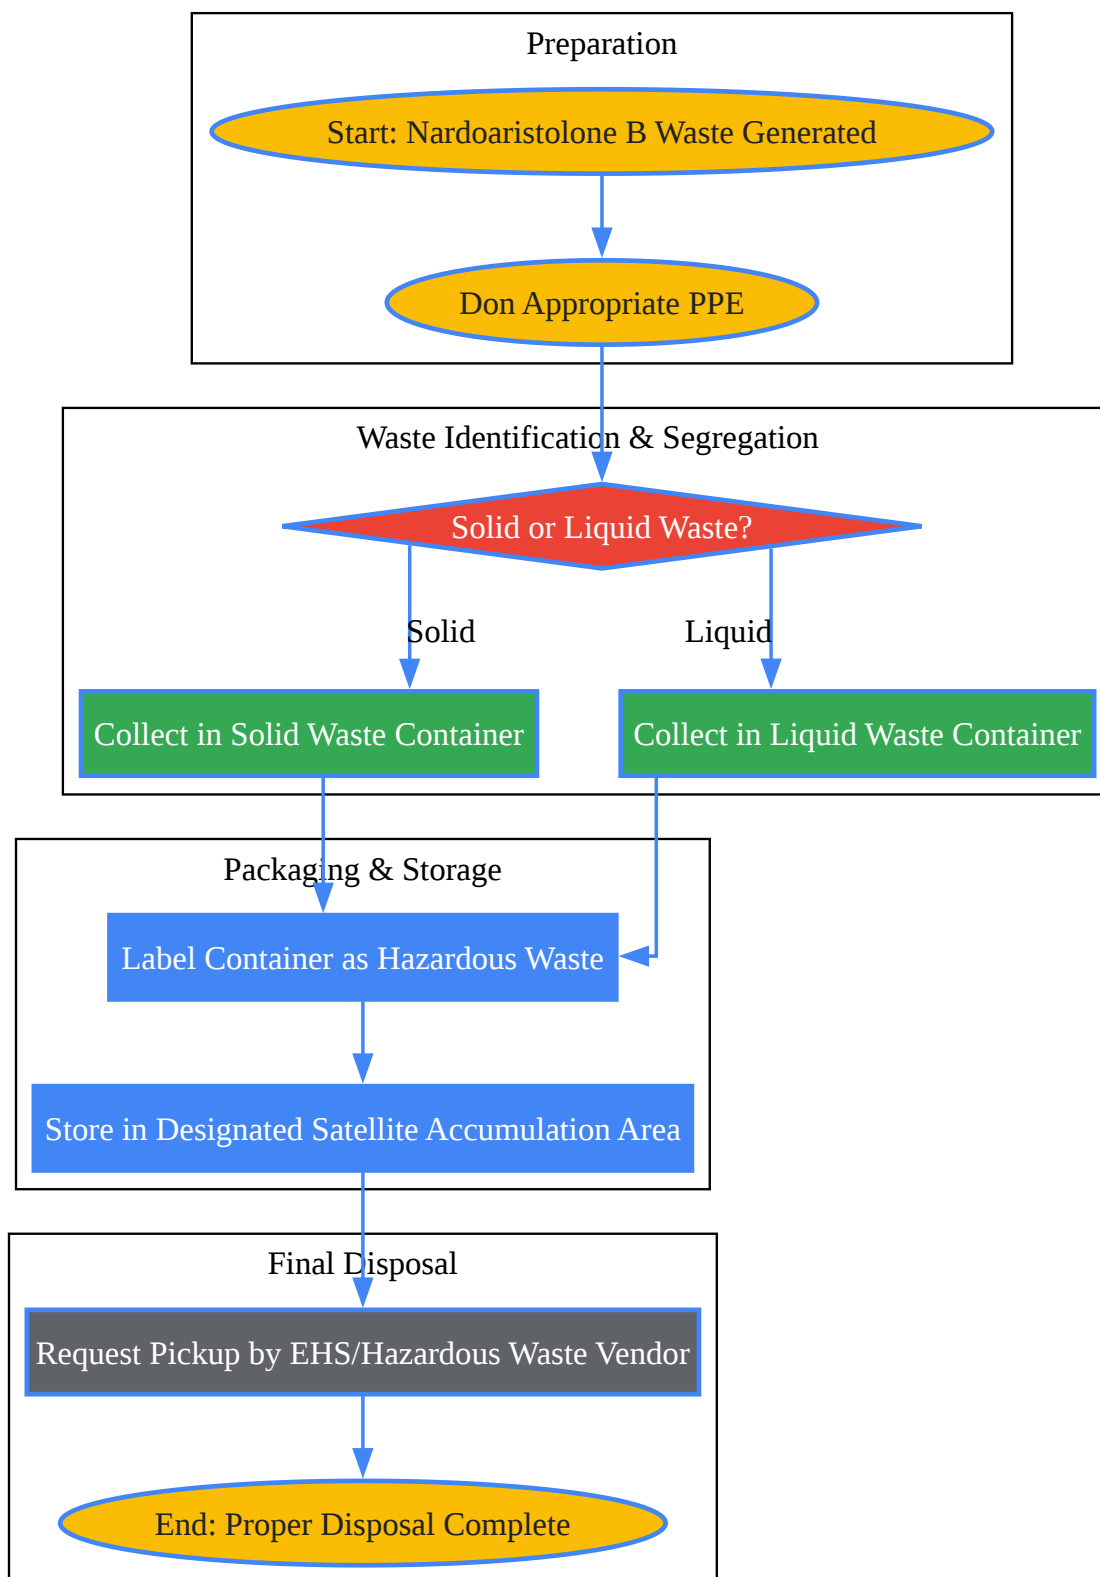 Preparation
Start: Nardoaristolone B Waste Generated
Don Appropriate PPE
Waste Identification & Segregation
Solid or Liquid Waste?
Solid
Liquid
Collect in Solid Waste Container
Collect in Liquid Waste Container
Packaging & Storage
Label Container as Hazardous Waste
Store in Designated Satellite Accumulation Area
Final Disposal
Request Pickup by EHS/Hazardous Waste Vendor
End: Proper Disposal Complete